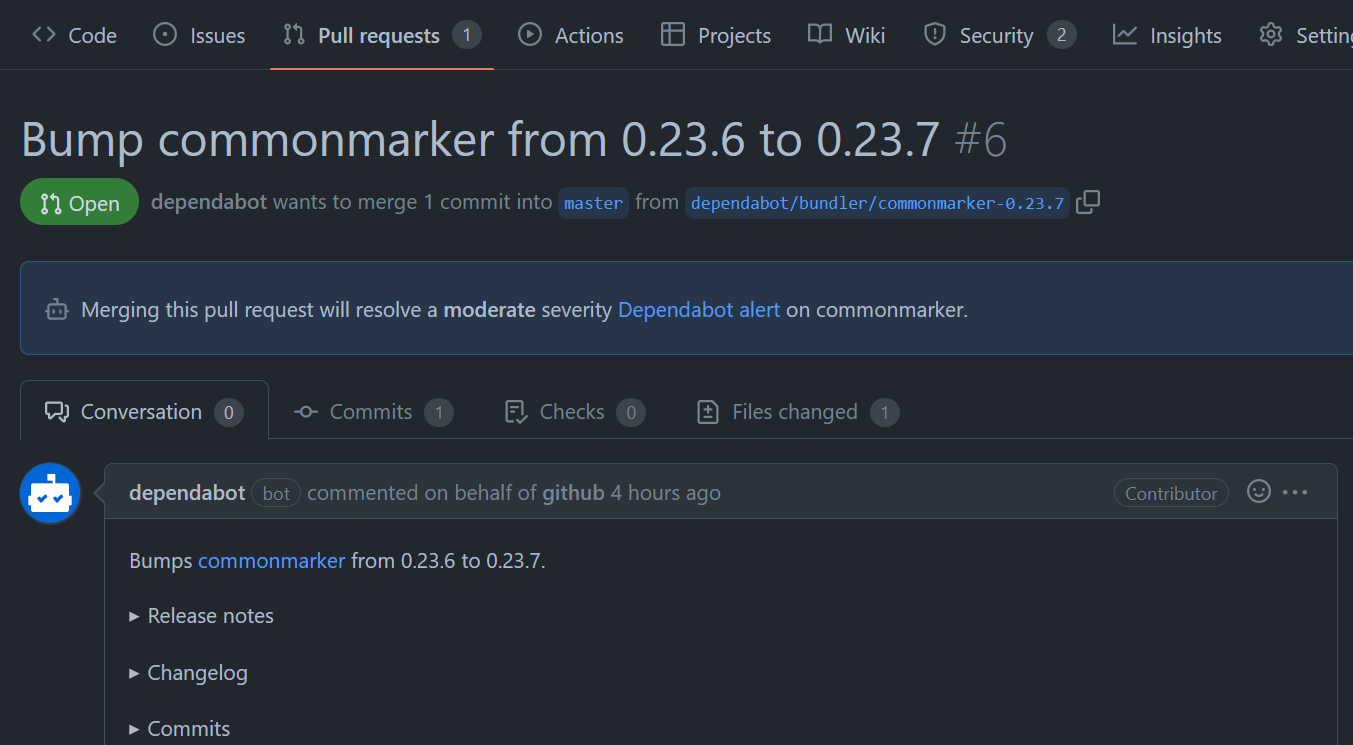 Code Issues Pull requests 1 Actions Projects Wiki Security 2 Insights Settin
Bump commonmarker from 0.23.6 to 0.23.7 #6
Open dependabot wants to merge 1 commit into master from dependabot/bundler/commonmarker-0.23.7
Merging this pull request will resolve a moderate severity Dependabot alert on commonmarker.
Conversation 0 Commits 1 Checks 0 Files changed 1
dependabot bot commented on behalf of github 4 hours ago Contributor
Bumps commonmarker from 0.23.6 to 0.23.7.
Release notes
Changelog
Commits